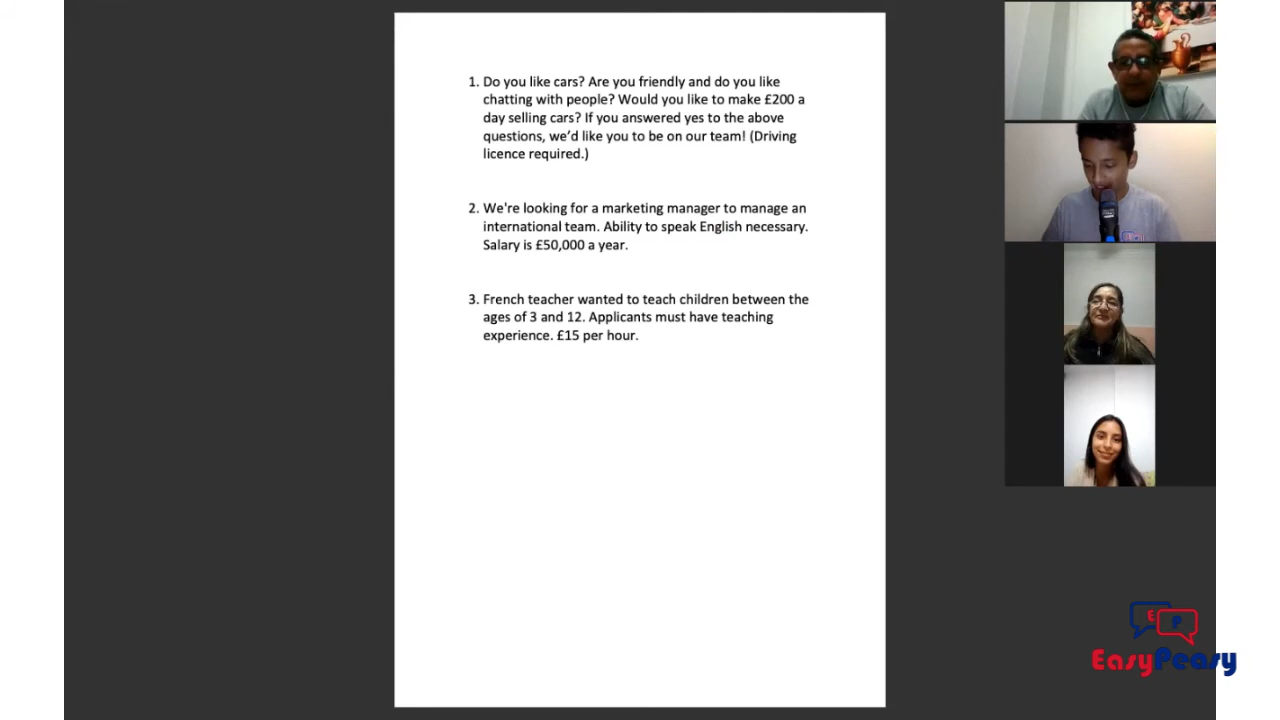 1. Do you like cars? Are you friendly and do you like
chatting with people? Would you like to make £200 a
day selling cars? If you answered yes to the above
questions, we’d like you to be on our team! (Driving
licence required.)
2. We're looking for a marketing manager to manage an
international team. Ability to speak English necessary.
Salary is £50,000 a year.
3. French teacher wanted to teach children between the
ages of 3 and 12. Applicants must have teaching
experience. £15 per hour.
E P
EasyPeasy